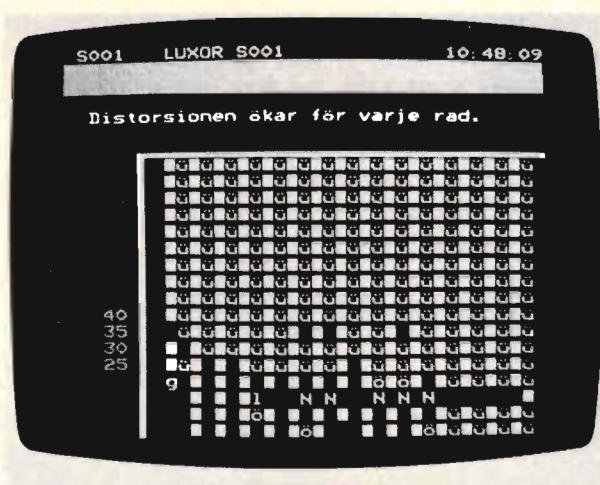 S001 LUXOR S001 10:48:09
Distorsionen ökar för varje rad.
ü ü ü ü ü ü ü ü ü ü ü ü ü ü ü
ü ü ü ü ü ü ü ü ü ü ü ü ü ü ü
ü ü ü ü ü ü ü ü ü ü ü ü ü ü ü
ü ü ü ü ü ü ü ü ü ü ü ü ü ü ü
ü ü ü ü ü ü ü ü ü ü ü ü ü ü ü
ü ü ü ü ü ü ü ü ü ü ü ü ü ü ü
ü ü ü ü ü ü ü ü ü ü ü ü ü ü ü
ü ü ü ü ü ü ü ü ü ü ü ü ü ü ü
ü ü ü ü ü ü ü ü ü ü ü ü ü ü ü
40 ü ü ü ü ü ü ü ü ü ü ü ü ü ü ü
35
30
25
g ö ö ü ü ü ü
l N N N N N
ö ü ü ü ü
ö ö ü ü ü ü